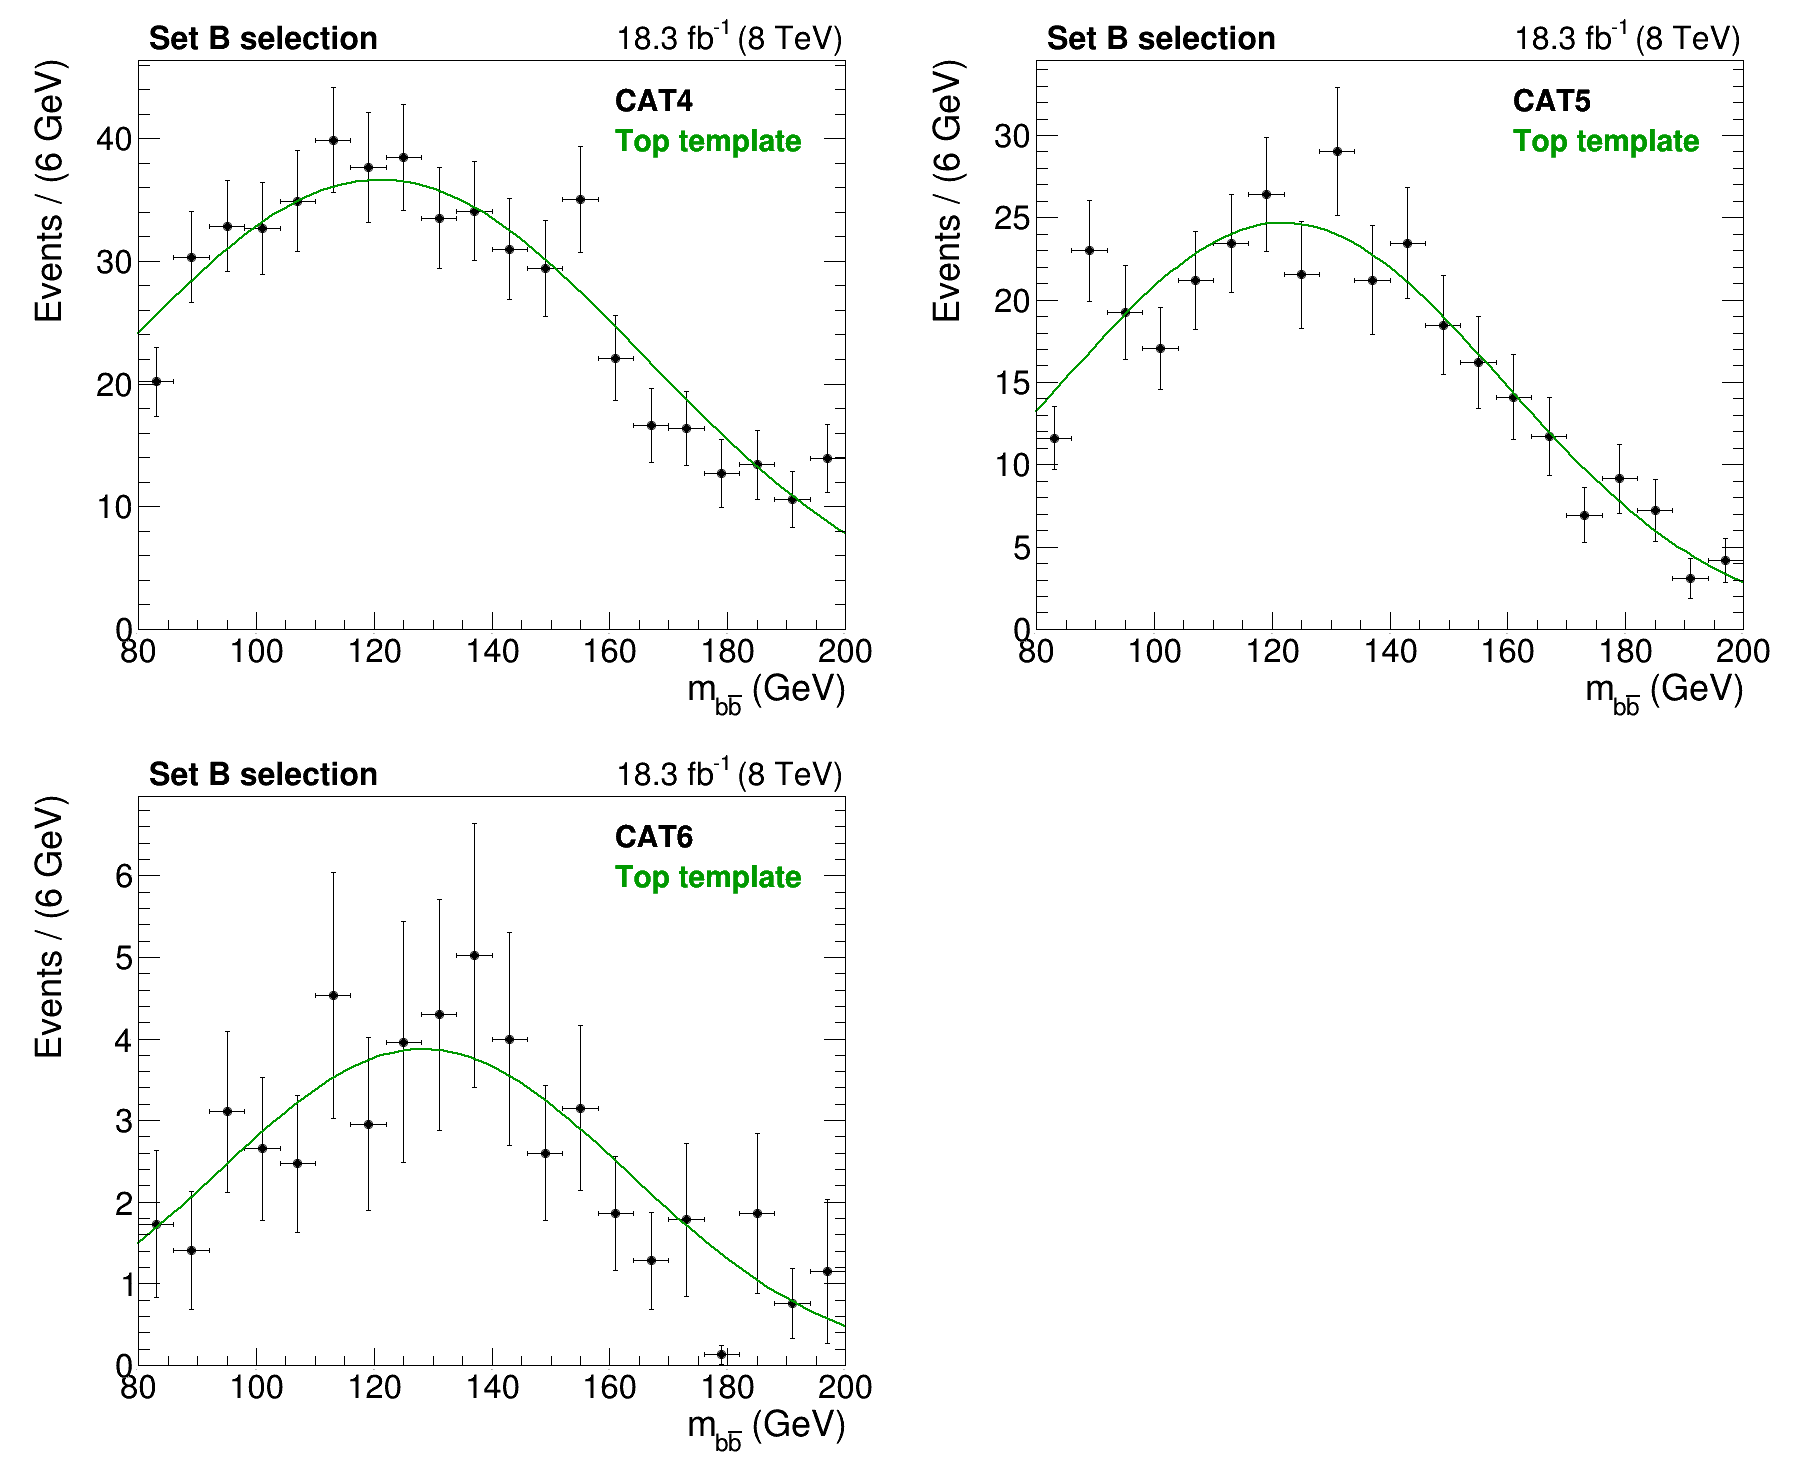 Set B selection 18.3 fb-1 (8 TeV)
Events / (6 GeV)
CAT4
Top template
40
30
20
10
0
80 100 120 140 160 180 200
mbb̅ (GeV)
Set B selection 18.3 fb-1 (8 TeV)
Events / (6 GeV)
CAT5
Top template
30
25
20
15
10
5
0
80 100 120 140 160 180 200
mbb̅ (GeV)
Set B selection 18.3 fb-1 (8 TeV)
Events / (6 GeV)
CAT6
Top template
6
5
4
3
2
1
0
80 100 120 140 160 180 200
mbb̅ (GeV)